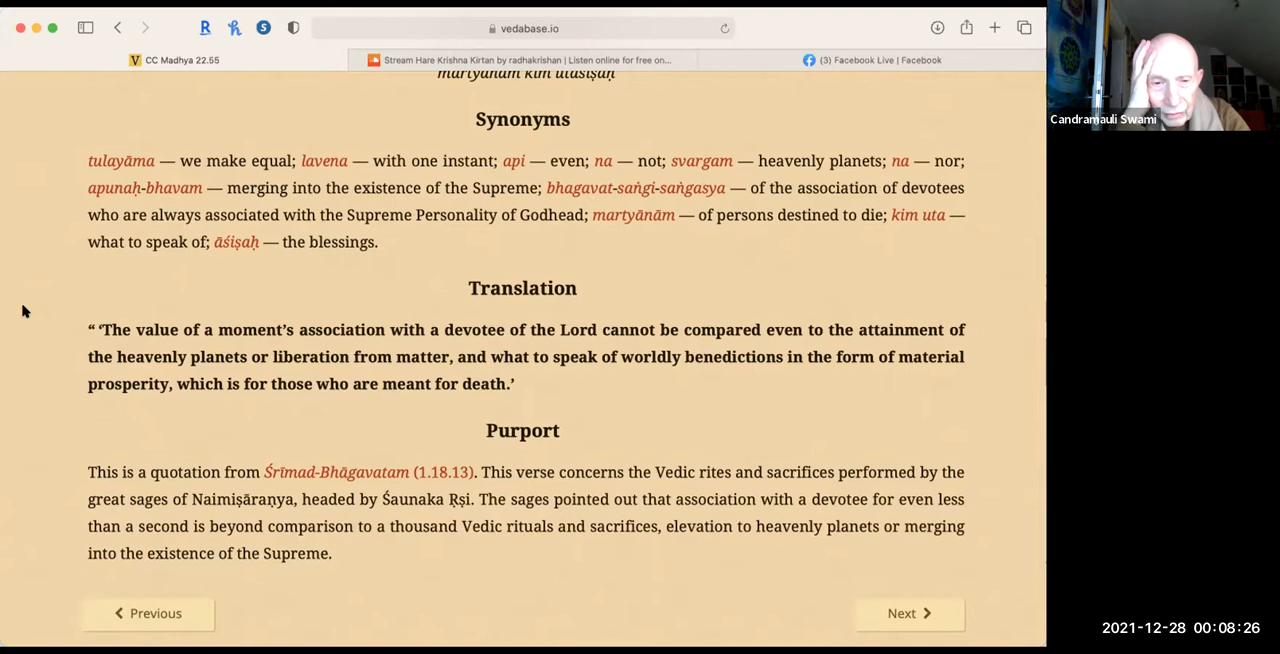 vedabase.io
CC Madhya 22.55
Stream Hare Krishna Kirtan by radhakrishan | Listen online for free on...
(3) Facebook Live | Facebook
martyānāṁ kim utāśiṣaḥ
Synonyms
tulayāma — we make equal; lavena — with one instant; api — even; na — not; svargam — heavenly planets; na — nor;
apunaḥ-bhavam — merging into the existence of the Supreme; bhagavat-saṅgi-saṅgasya — of the association of devotees
who are always associated with the Supreme Personality of Godhead; martyānām — of persons destined to die; kim uta —
what to speak of; āśiṣaḥ — the blessings.
Translation
“ ‘The value of a moment’s association with a devotee of the Lord cannot be compared even to the attainment of
the heavenly planets or liberation from matter, and what to speak of worldly benedictions in the form of material
prosperity, which is for those who are meant for death.’
Purport
This is a quotation from Śrīmad-Bhāgavatam (1.18.13). This verse concerns the Vedic rites and sacrifices performed by the
great sages of Naimiṣāraṇya, headed by Śaunaka Ṛṣi. The sages pointed out that association with a devotee for even less
than a second is beyond comparison to a thousand Vedic rituals and sacrifices, elevation to heavenly planets or merging
into the existence of the Supreme.
Previous
Next
Candramauli Swami
2021-12-28 00:08:26